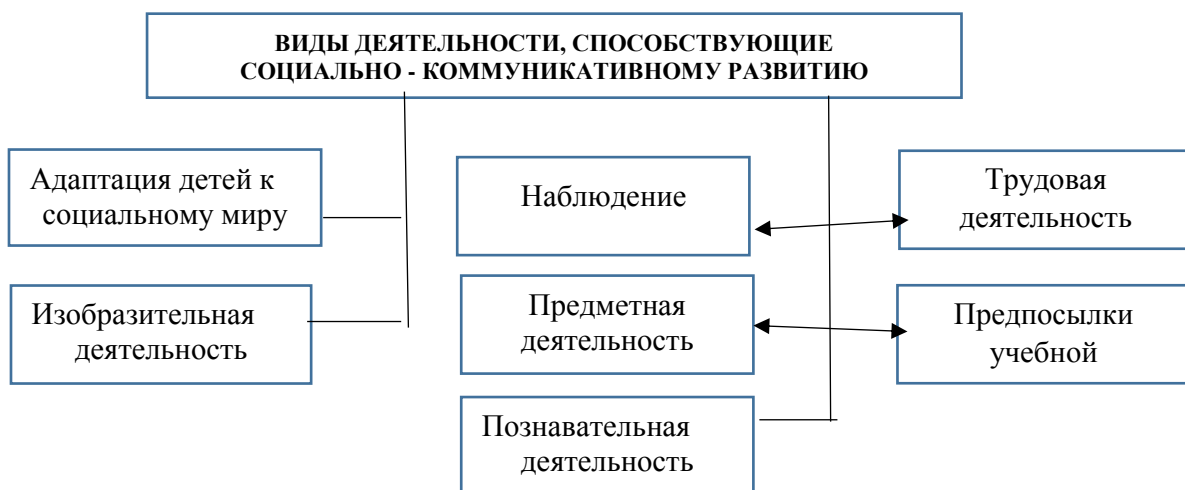 ВИДЫ ДЕЯТЕЛЬНОСТИ, СПОСОБСТВУЮЩИЕ
СОЦИАЛЬНО - КОММУНИКАТИВНОМУ РАЗВИТИЮ
Адаптация детей к
социальному миру
Наблюдение
Трудовая
деятельность
Изобразительная
деятельность
Предметная
деятельность
Предпосылки
учебной
Познавательная
деятельность